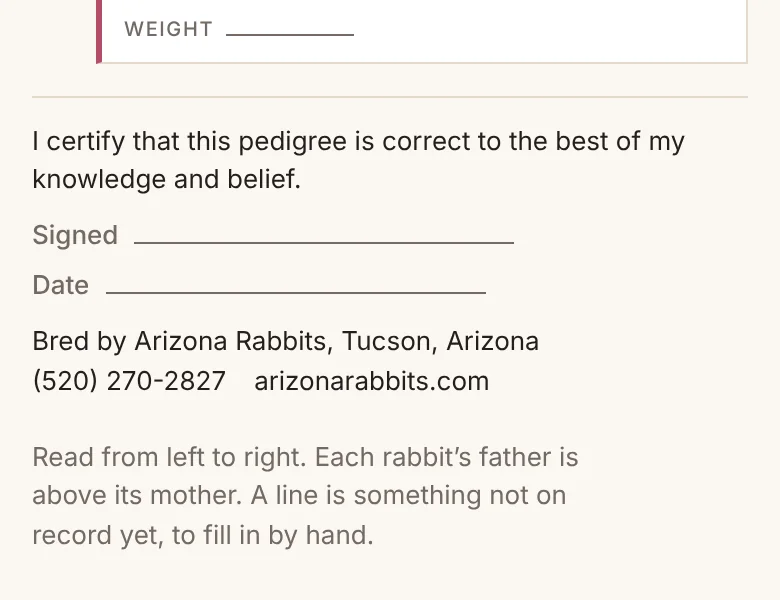 WEIGHT
I certify that this pedigree is correct to the best of my
knowledge and belief.
Signed
Date
Bred by Arizona Rabbits, Tucson, Arizona
(520) 270-2827 arizonarabbits.com
Read from left to right. Each rabbit’s father is
above its mother. A line is something not on
record yet, to fill in by hand.